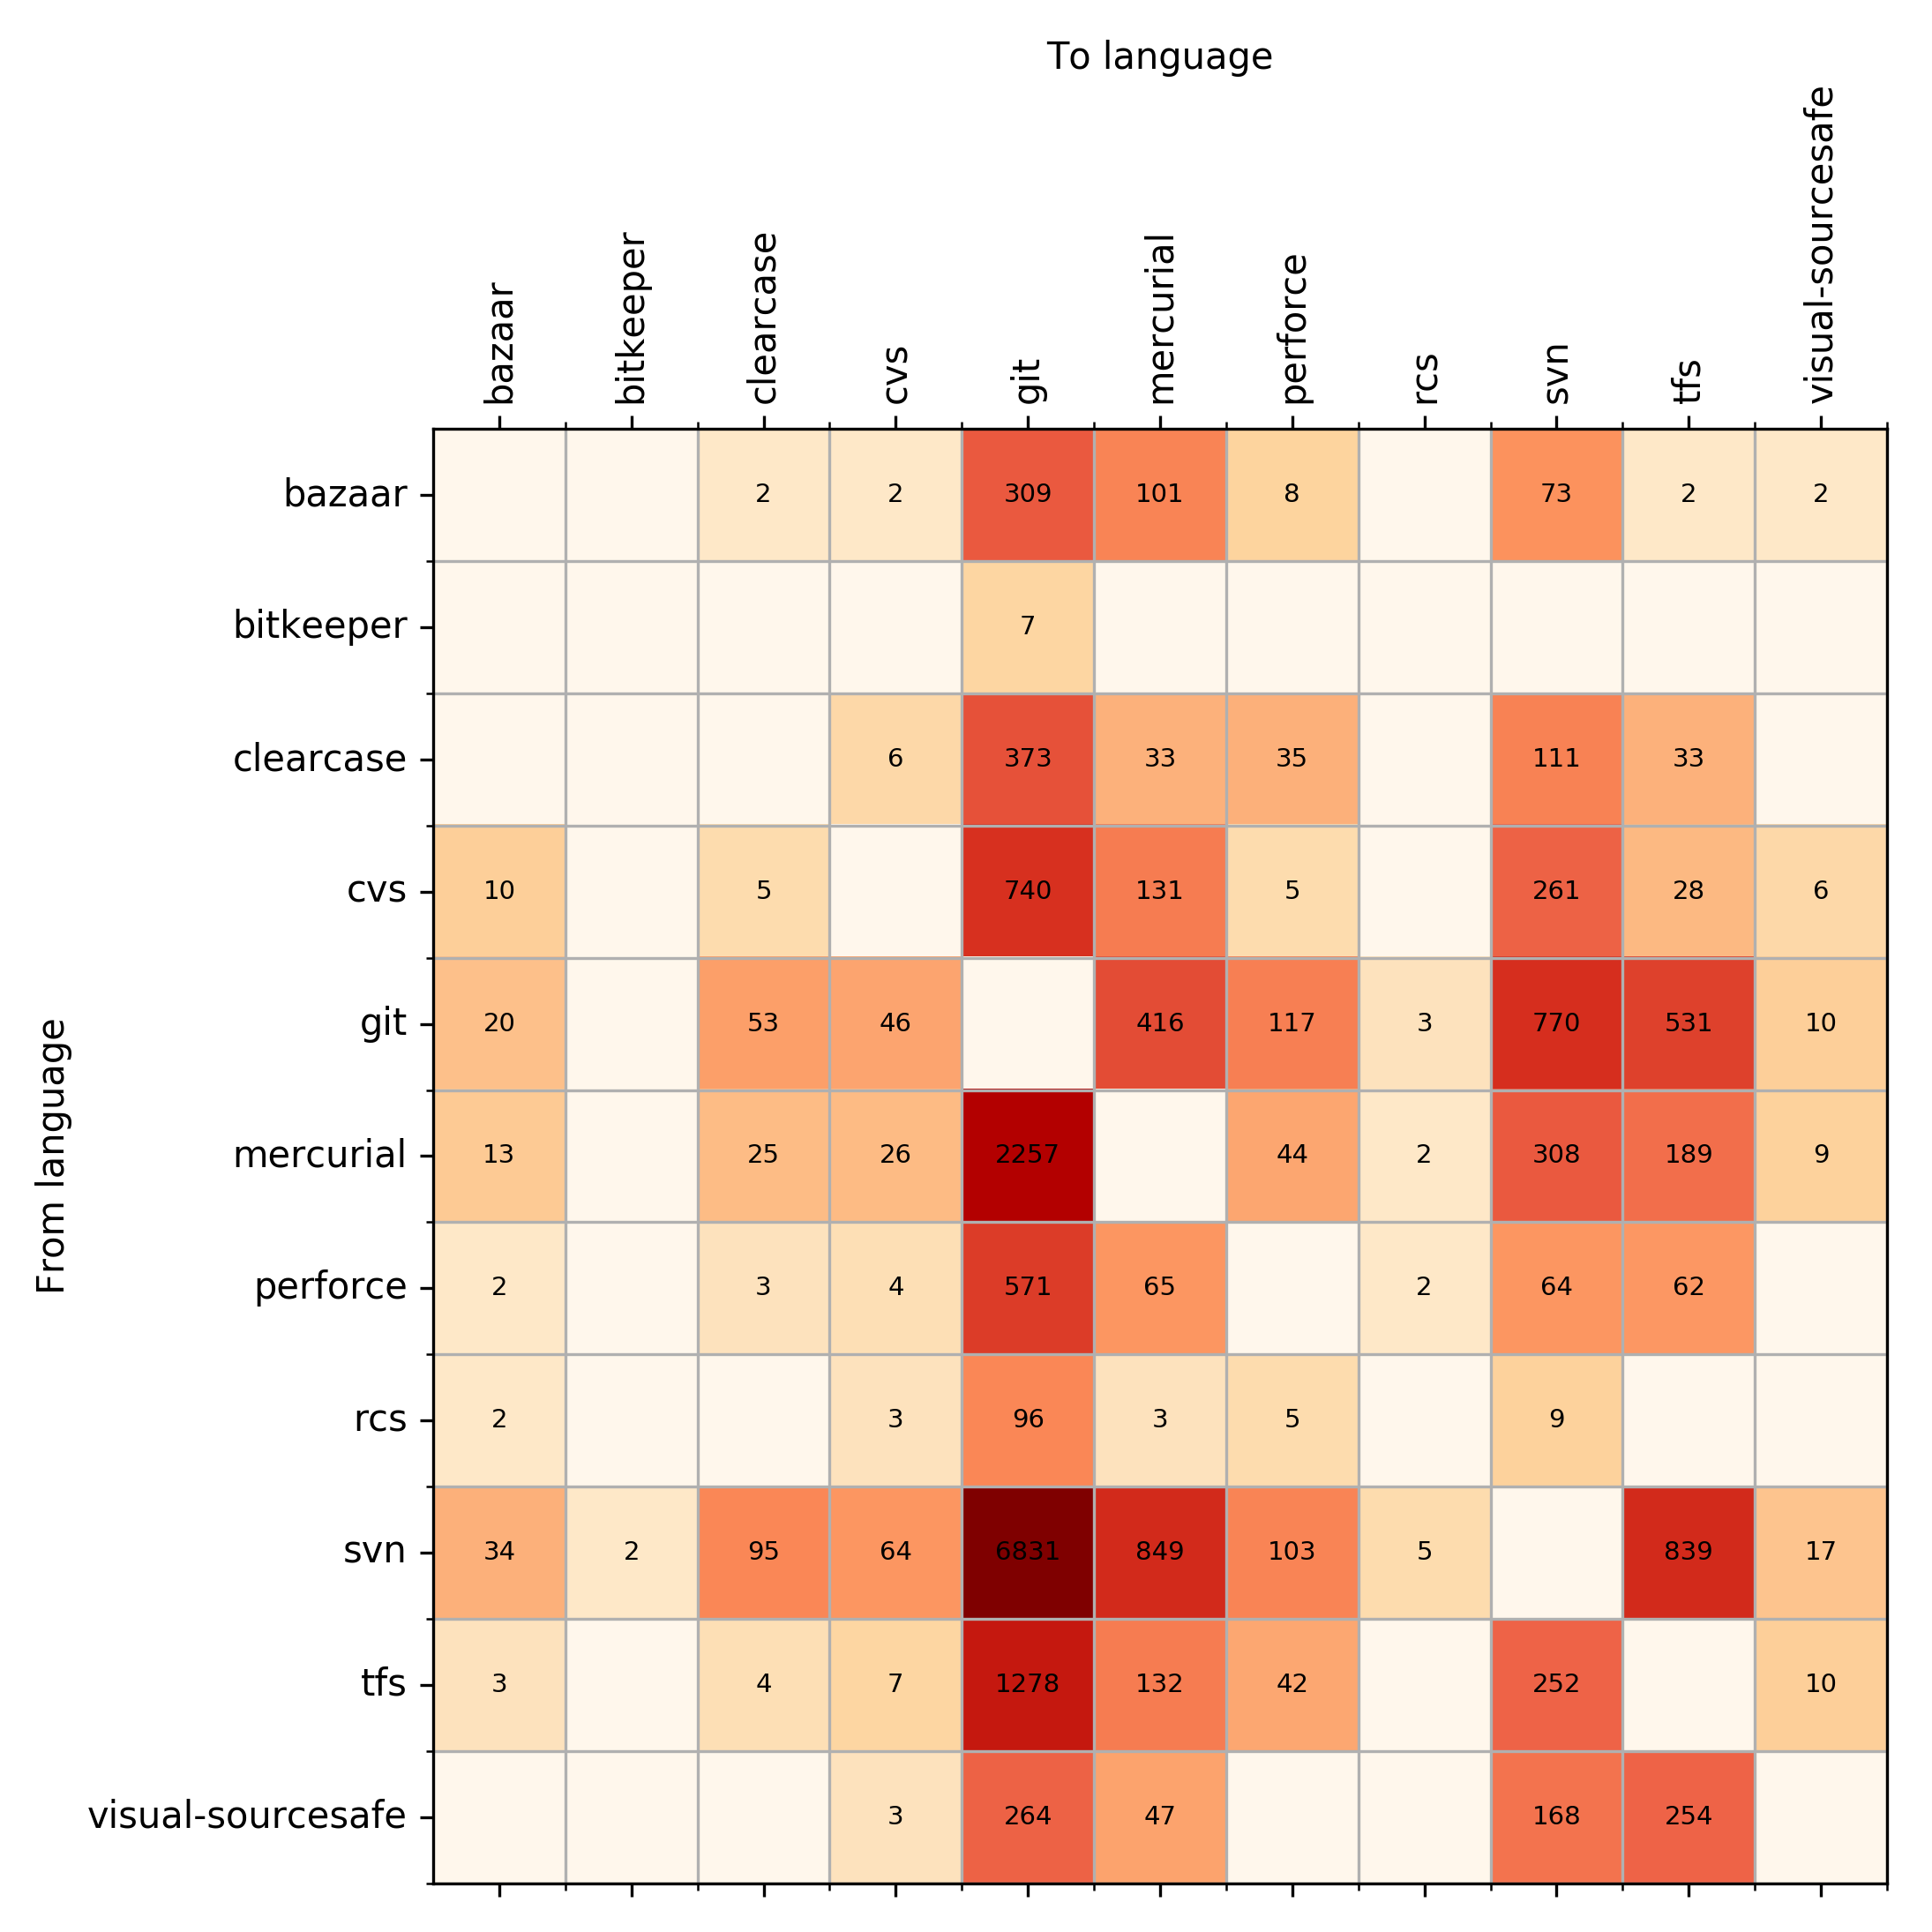 To language
bazaar bitkeeper clearcase cvs git mercurial perforce rcs svn tfs visual-sourcesafe
From language
bazaar 2 2 309 101 8 73 2 2
bitkeeper 7
clearcase 6 373 33 35 111 33
cvs 10 5 740 131 5 261 28 6
git 20 53 46 416 117 3 770 531 10
mercurial 13 25 26 2257 44 2 308 189 9
perforce 2 3 4 571 65 2 64 62
rcs 2 3 96 3 5 9
svn 34 2 95 64 6831 849 103 5 839 17
tfs 3 4 7 1278 132 42 252 10
visual-sourcesafe 3 264 47 168 254